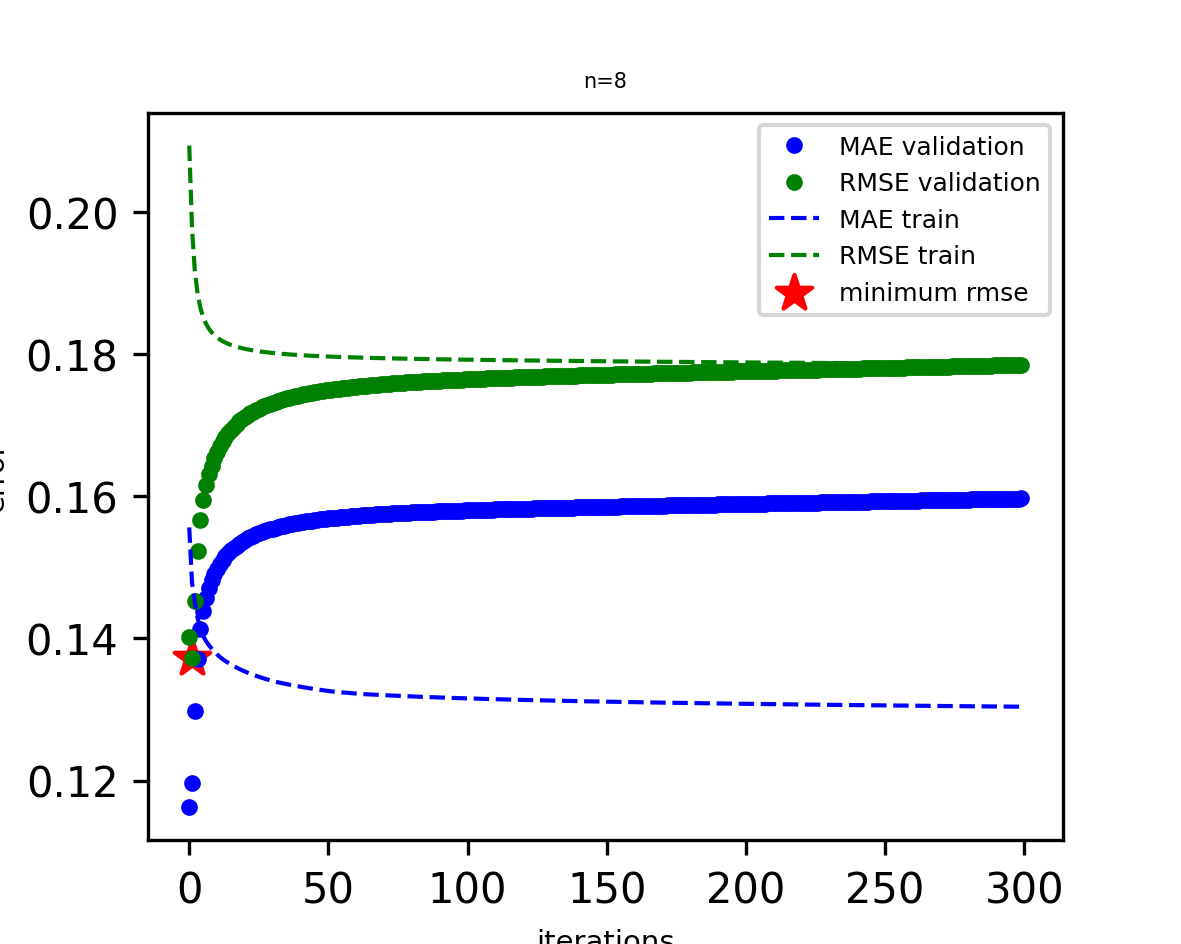 n=8
MAE validation
RMSE validation
MAE train
RMSE train
minimum rmse
0.20
0.18
0.16
0.14
0.12
0 50 100 150 200 250 300
iterations